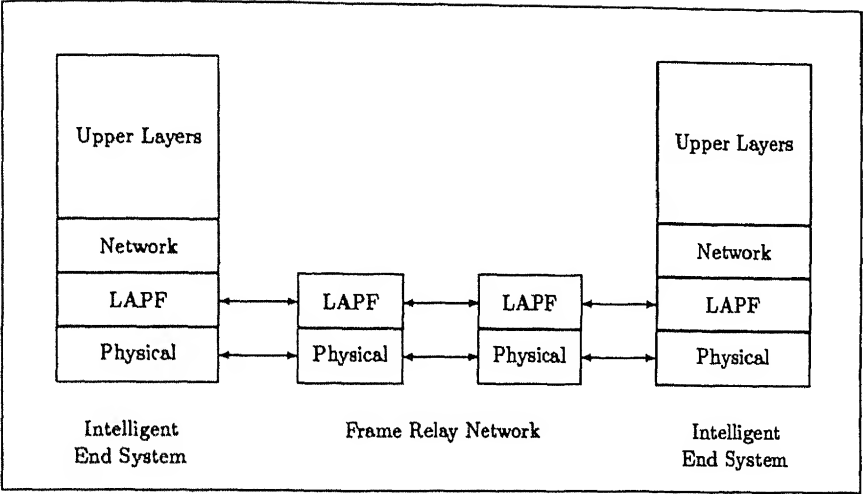 Upper Layers
Network
LAPF
Physical
LAPF
Physical
LAPF
Physical
Upper Layers
Network
LAPF
Physical
Intelligent
End System
Frame Relay Network
Intelligent
End System